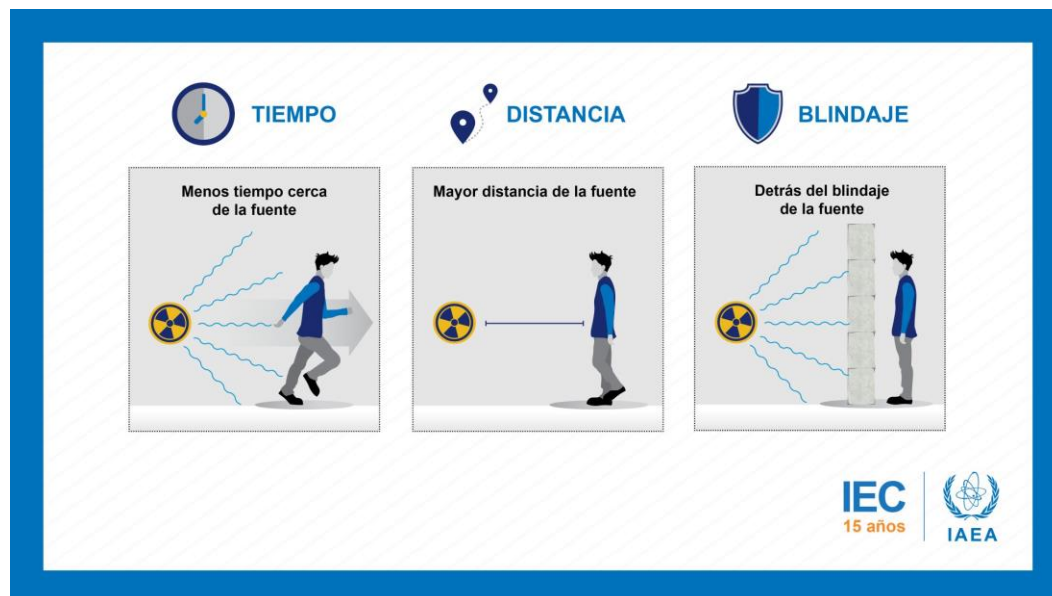 TIEMPO
Menos tiempo cerca
de la fuente
DISTANCIA
Mayor distancia de la fuente
BLINDAJE
Detrás del blindaje
de la fuente
IEC
15 años
IAEA